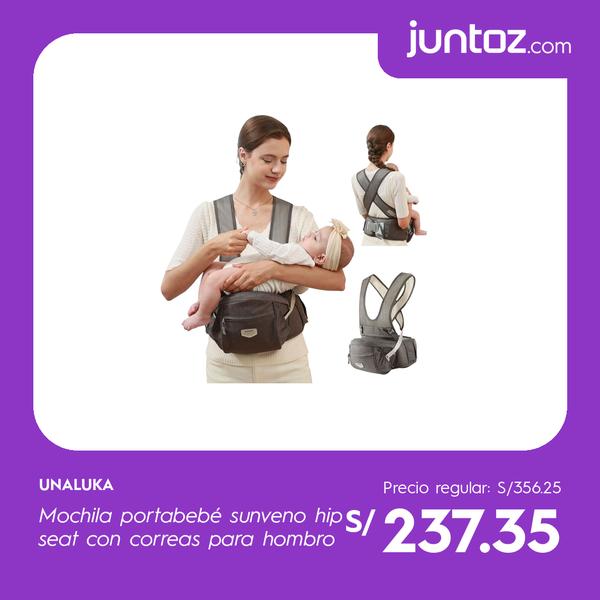 juntoz.com
UNALUKA
Precio regular: S/356.25
Mochila portabebé sunveno hip
seat con correas para hombro
S/ 237.35